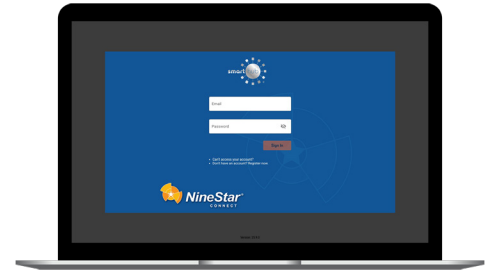 smart
Email
Password
Sign In
Can't access your account?
Don't have an account? Register now
NineStar
CONNECT